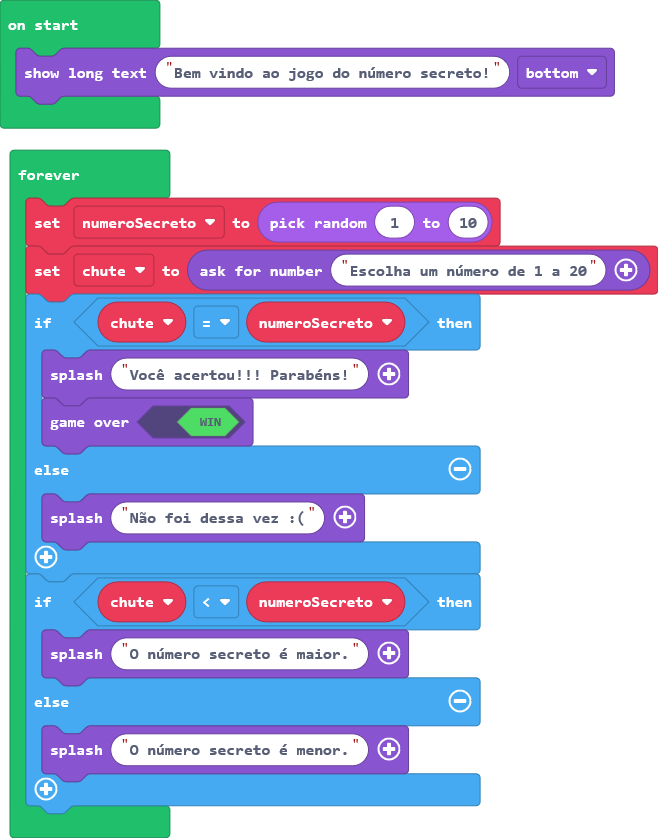 on start
show long text "Bem vindo ao jogo do número secreto!" bottom
forever
set numeroSecreto to pick random 1 to 10
set chute to ask for number "Escolha um número de 1 a 20"
if chute = numeroSecreto then
splash "Você acertou!!! Parabéns!"
game over WIN
else
splash "Não foi dessa vez :("
if chute < numeroSecreto then
splash "O número secreto é maior."
else
splash "O número secreto é menor."